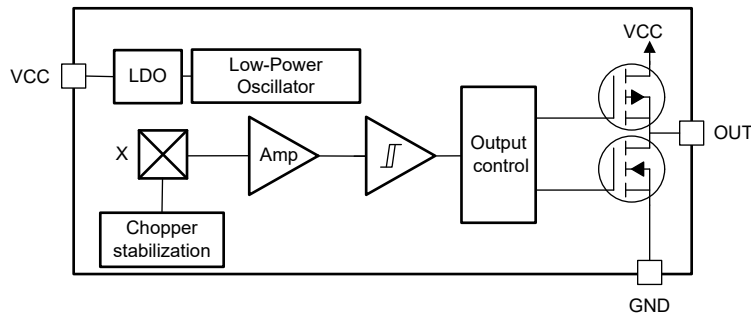 VCC
VCC
LDO
Low-Power
Oscillator
X
Amp
Output
control
OUT
Chopper
stabilization
GND